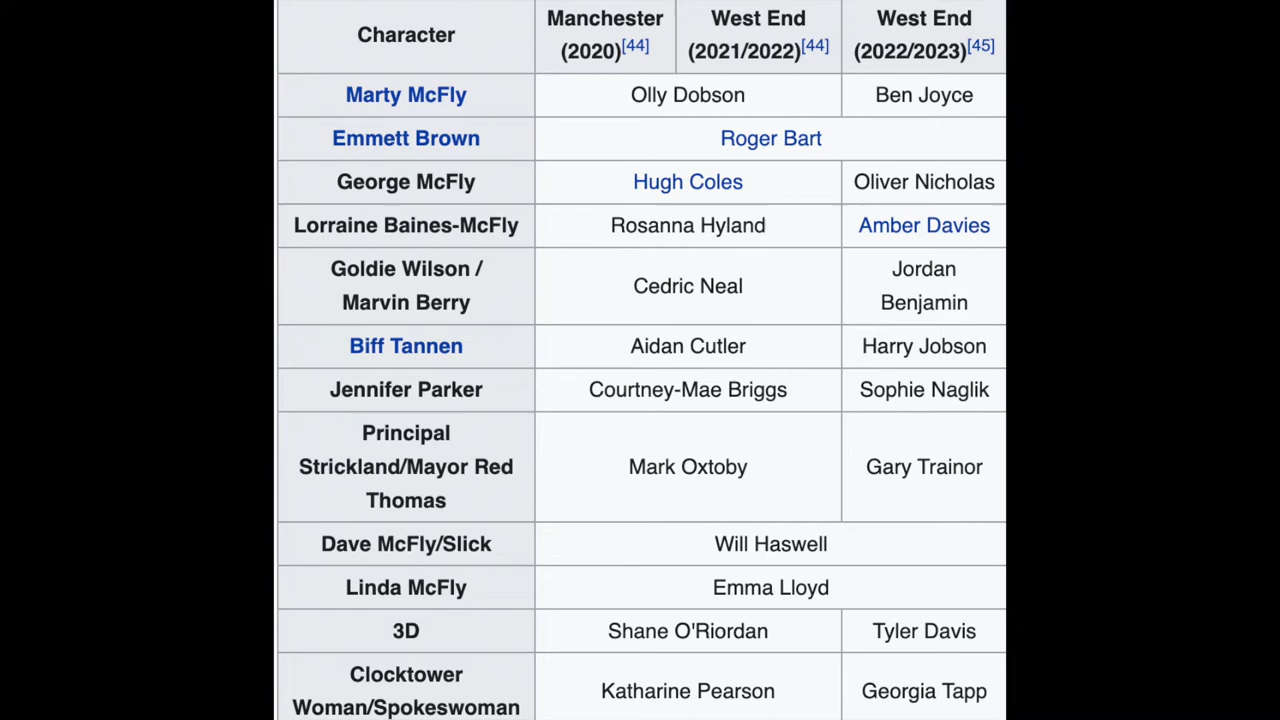 Character
Manchester (2020)[44]
West End (2021/2022)[44]
West End (2022/2023)[45]
Marty McFly
Olly Dobson
Ben Joyce
Emmett Brown
Roger Bart
George McFly
Hugh Coles
Oliver Nicholas
Lorraine Baines-McFly
Rosanna Hyland
Amber Davies
Goldie Wilson /
Marvin Berry
Cedric Neal
Jordan
Benjamin
Biff Tannen
Aidan Cutler
Harry Jobson
Jennifer Parker
Courtney-Mae Briggs
Sophie Naglik
Principal
Strickland/Mayor Red
Thomas
Mark Oxtoby
Gary Trainor
Dave McFly/Slick
Will Haswell
Linda McFly
Emma Lloyd
3D
Shane O'Riordan
Tyler Davis
Clocktower
Woman/Spokeswoman
Katharine Pearson
Georgia Tapp